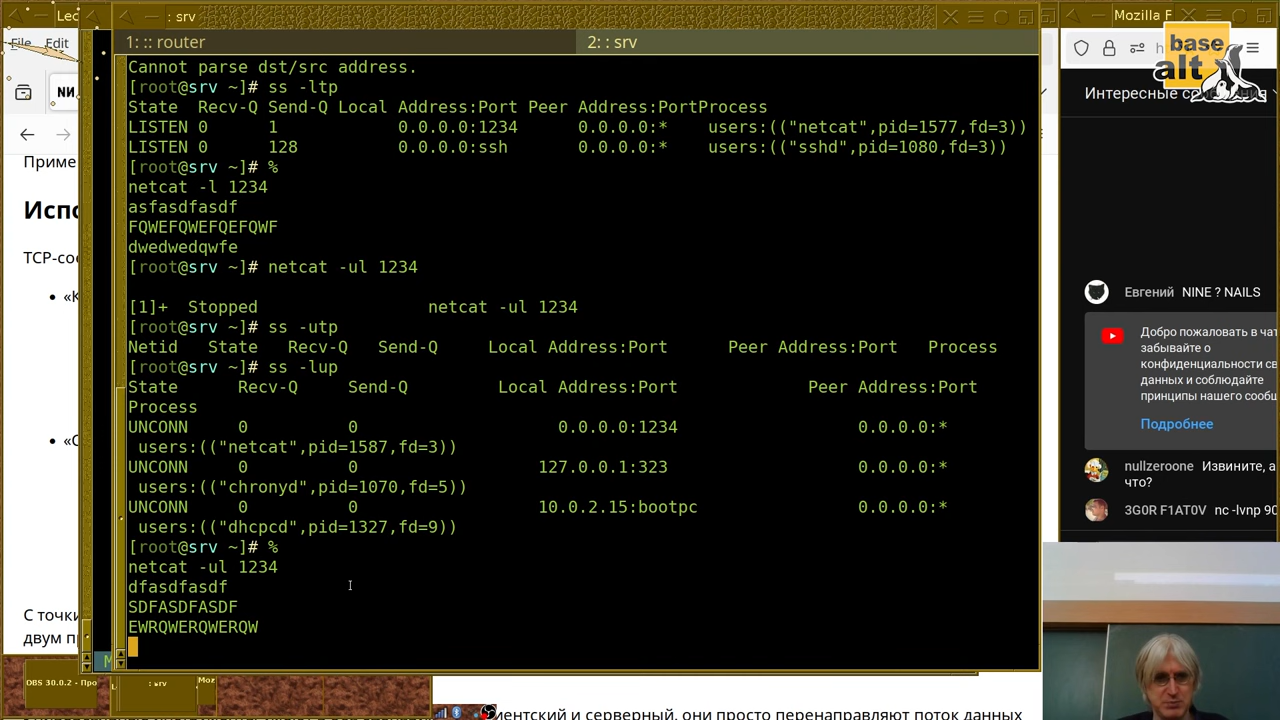 Lec
: srv
Mozilla F
File Edit
1: :: router
2: : srv
base
alt
Cannot parse dst/src address.
[root@srv ~]# ss -ltp
State Recv-Q Send-Q Local Address:Port Peer Address:PortProcess
LISTEN 0 1 0.0.0.0:1234 0.0.0.0:* users:(("netcat",pid=1577,fd=3))
LISTEN 0 128 0.0.0.0:ssh 0.0.0.0:* users:(("sshd",pid=1080,fd=3))
[root@srv ~]# %
netcat -l 1234
asfasdfasdf
FQWEFQWEFQEFQWF
dwedwedqwfe
[root@srv ~]# netcat -ul 1234
[1]+ Stopped netcat -ul 1234
[root@srv ~]# ss -utp
Netid State Recv-Q Send-Q Local Address:Port Peer Address:Port Process
[root@srv ~]# ss -lup
State Recv-Q Send-Q Local Address:Port Peer Address:Port
Process
UNCONN 0 0 0.0.0.0:1234 0.0.0.0:*
users:(("netcat",pid=1587,fd=3))
UNCONN 0 0 127.0.0.1:323 0.0.0.0:*
users:(("chronyd",pid=1070,fd=5))
UNCONN 0 0 10.0.2.15:bootpc 0.0.0.0:*
users:(("dhcpcd",pid=1327,fd=9))
[root@srv ~]# %
netcat -ul 1234
dfasdfasdf
SDFASDFASDF
EWRQWERQWERQW
Приме
Испо
TCP-сое
• «К
• «С
С точки
двум пр
Интересные со
Евгений NINE ? NAILS
Добро пожаловать в чат
забывайте о
конфиденциальности св
данных и соблюдайте
принципы нашего сообщ
Подробнее
nullzeroone Извините, а
что?
3G0R F1AT0V nc -lvnp 90
OBS 30.0.2 - Про
: srv
Moz
иентский и серверный, они просто перенаправляют поток данных